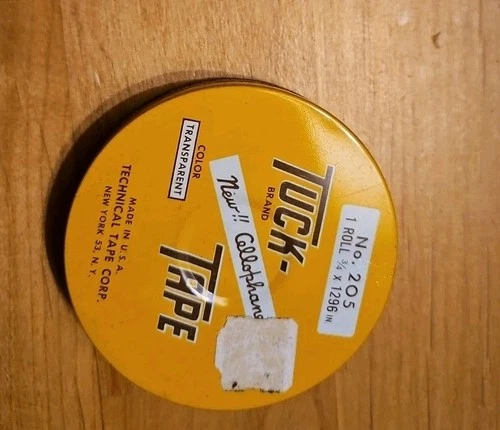 No. 205
1 ROLL 3/4 X 1296 IN
TUCK-
BRAND
TAPE
New!! Cellophane
COLOR
TRANSPARENT
MADE IN U.S.A.
TECHNICAL TAPE CORP.
NEW YORK 53, N.Y.